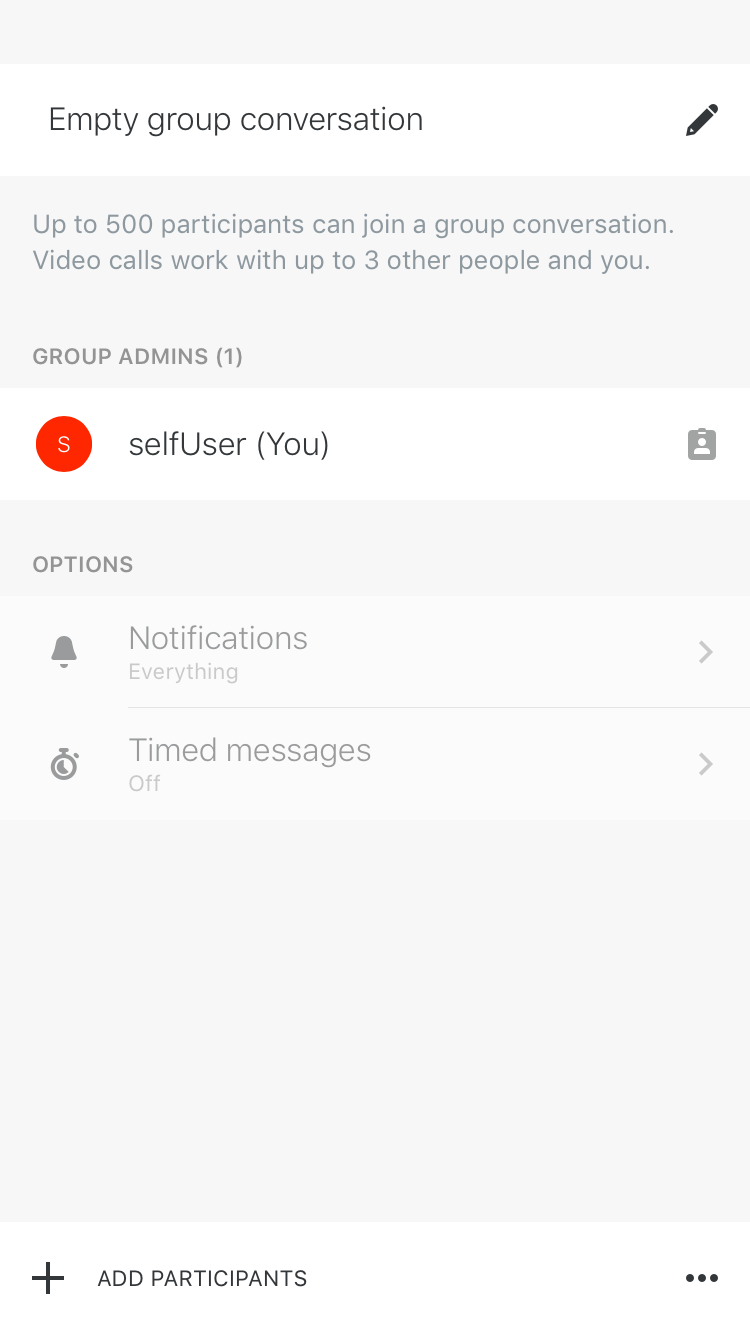 Empty group conversation
Up to 500 participants can join a group conversation.
Video calls work with up to 3 other people and you.
GROUP ADMINS (1)
S
selfUser (You)
OPTIONS
Notifications
Everything
Timed messages
Off
ADD PARTICIPANTS